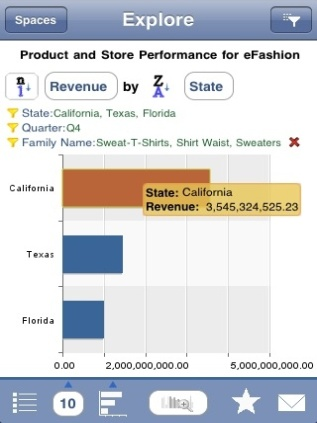 Spaces
Explore
Product and Store Performance for eFashion
n
1
Revenue
by
Z
A
State
State:California, Texas, Florida
Quarter:Q4
Family Name:Sweat-T-Shirts, Shirt Waist, Sweaters
California
State: California
Revenue: 3,545,324,525.23
Texas
Florida
0.00
2,000,000,000.00
5,000,000,000.00
10